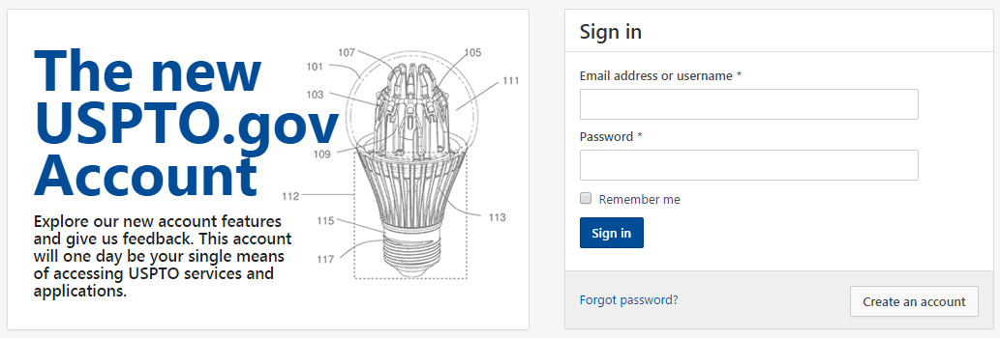 The new
USPTO.gov
Account
Explore our new account features
and give us feedback. This account
will one day be your single means
of accessing USPTO services and
applications.
107
105
101
111
103
109
112
113
115
117
Sign in
Email address or username *
Password *
Remember me
Sign in
Forgot password?
Create an account